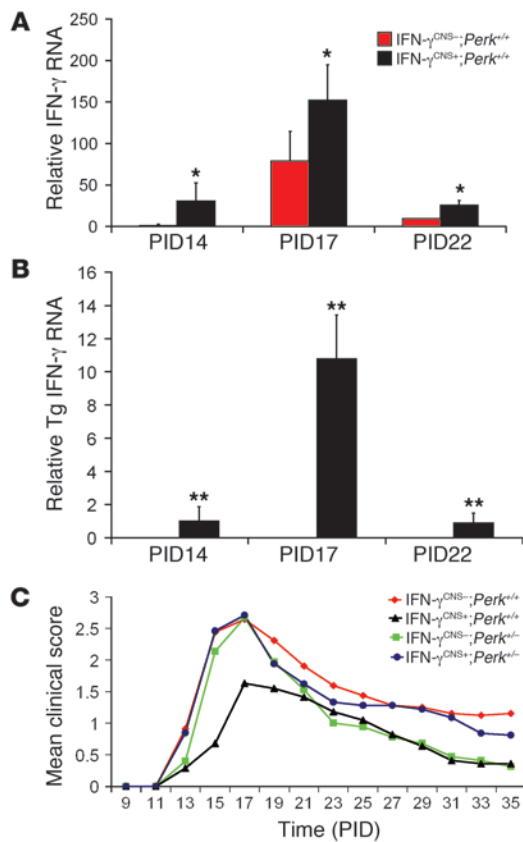 A
Relative IFN-γ RNA
300
250
200
150
100
50
0
IFN-γCNS–;Perk+/+
IFN-γCNS+;Perk+/+
*
*
*
PID14 PID17 PID22
B
Relative Tg IFN-γ RNA
16
14
12
10
8
6
4
2
0
**
**
**
PID14 PID17 PID22
C
Mean clinical score
3
2.5
2
1.5
1
0.5
0
IFN-γCNS–;Perk+/+
IFN-γCNS+;Perk+/+
IFN-γCNS–;Perk+/–
IFN-γCNS+;Perk+/–
9 11 13 15 17 19 21 23 25 27 29 31 33 35
Time (PID)